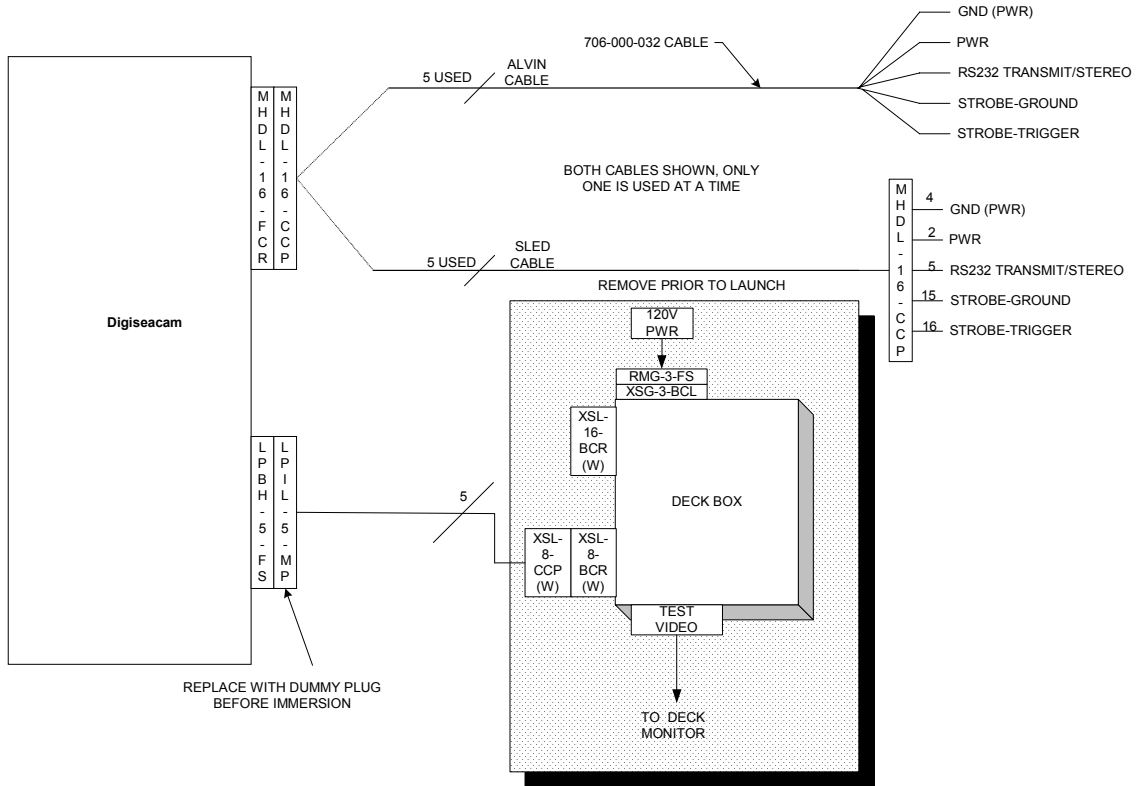 GND (PWR)
706-000-032 CABLE
PWR
5 USED
ALVIN
CABLE
RS232 TRANSMIT/STEREO
STROBE-GROUND
STROBE-TRIGGER
MHDL-16-FCR
MHDL-16-CCP
BOTH CABLES SHOWN, ONLY
ONE IS USED AT A TIME
MHDL-16-CCP
4
GND (PWR)
2
PWR
5 USED
SLED
CABLE
5
RS232 TRANSMIT/STEREO
15
STROBE-GROUND
16
STROBE-TRIGGER
REMOVE PRIOR TO LAUNCH
Digiseacam
120V
PWR
RMG-3-FS
XSG-3-BCL
XSL-
16-
BCR
(W)
DECK BOX
LPBH-5-FS
LPIL-5-MP
5
XSL-
8-
CCP
(W)
XSL-
8-
BCR
(W)
TEST
VIDEO
REPLACE WITH DUMMY PLUG
BEFORE IMMERSION
TO DECK
MONITOR